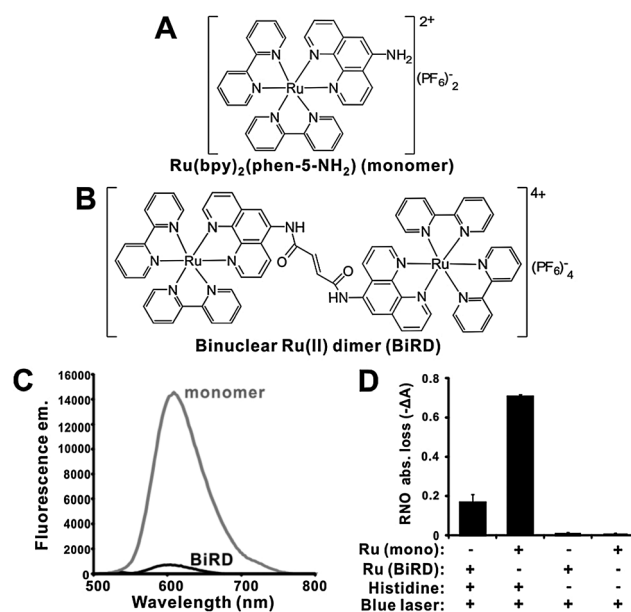 A
2+
N
N
NH2
N
Ru
N
(PF6)-2
N
N
Ru(bpy)2(phen-5-NH2) (monomer)
B
4+
N
N
NH
N
Ru
N
O
O
N
N
N
Ru
N
(PF6)-4
NH
N
N
N
N
Binuclear Ru(II) dimer (BiRD)
C
Fluorescence em.
16000
14000
12000
10000
8000
6000
4000
2000
0
monomer
BiRD
500 600 700 800
Wavelength (nm)
D
RNO abs. loss (-ΔA)
0.8
0.6
0.4
0.2
0
Ru (mono): - + - +
Ru (BiRD): + - + -
Histidine: + + - -
Blue laser: + + + +